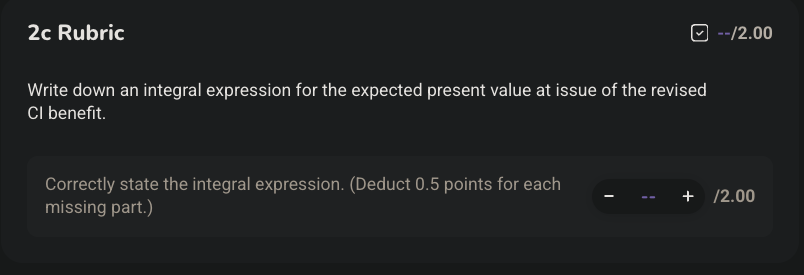 2c Rubric
--/2.00
Write down an integral expression for the expected present value at issue of the revised
CI benefit.
Correctly state the integral expression. (Deduct 0.5 points for each
missing part.)
− -- + /2.00